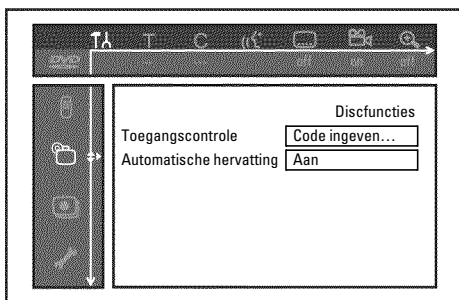 T C
DVD off on off
Discfuncties
Toegangscontrole Code ingeven...
Automatische hervatting Aan